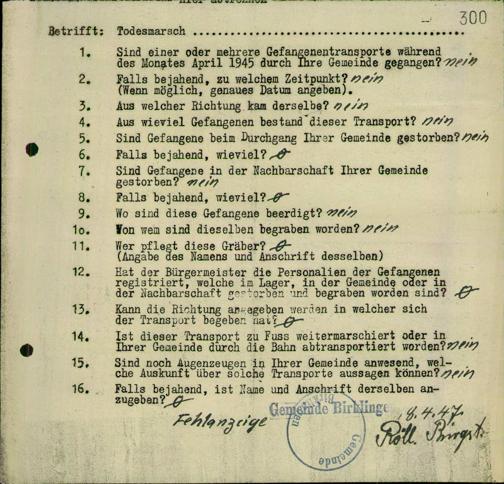 300
Betrifft: Todesmarsch ................................
1. Sind einer oder mehrere Gefangenentransporte während
des Monates April 1945 durch Ihre Gemeinde gegangen? nein
2. Falls bejahend, zu welchem Zeitpunkt? nein
(Wenn möglich, genaues Datum angeben).
3. Aus welcher Richtung kam derselbe? nein
4. Aus wieviel Gefangenen bestand dieser Transport? nein
5. Sind Gefangene beim Durchgang Ihrer Gemeinde gestorben? nein
6. Falls bejahend, wieviel? ø
7. Sind Gefangene in der Nachbarschaft Ihrer Gemeinde
gestorben? nein
8. Falls bejahend, wieviel? ø
9. Wo sind diese Gefangene beerdigt? nein
1o. Von wem sind dieselben begraben worden? nein
11. Wer pflegt diese Gräber? ø
(Angabe des Namens und Anschrift desselben)
12. Hat der Bürgermeister die Personalien der Gefangenen
registriert, welche im Lager, in der Gemeinde oder in
der Nachbarschaft gestorben und begraben worden sind? ø
13. Kann die Richtung angegeben werden in welcher sich
der Transport begeben hat? ø
14. Ist dieser Transport zu Fuss weitermarschiert oder in
Ihrer Gemeinde durch die Bahn abtransportiert worden? nein
15. Sind noch Augenzeugen in Ihrer Gemeinde anwesend, wel-
che Auskunft über solche Transporte aussagen können? nein
16. Falls bejahend, ist Name und Anschrift derselben an-
zugeben? ø
Fehlanzeige
Gemeinde Birklinge
18.4.47.
Gemeinde
Röll Bürgst.